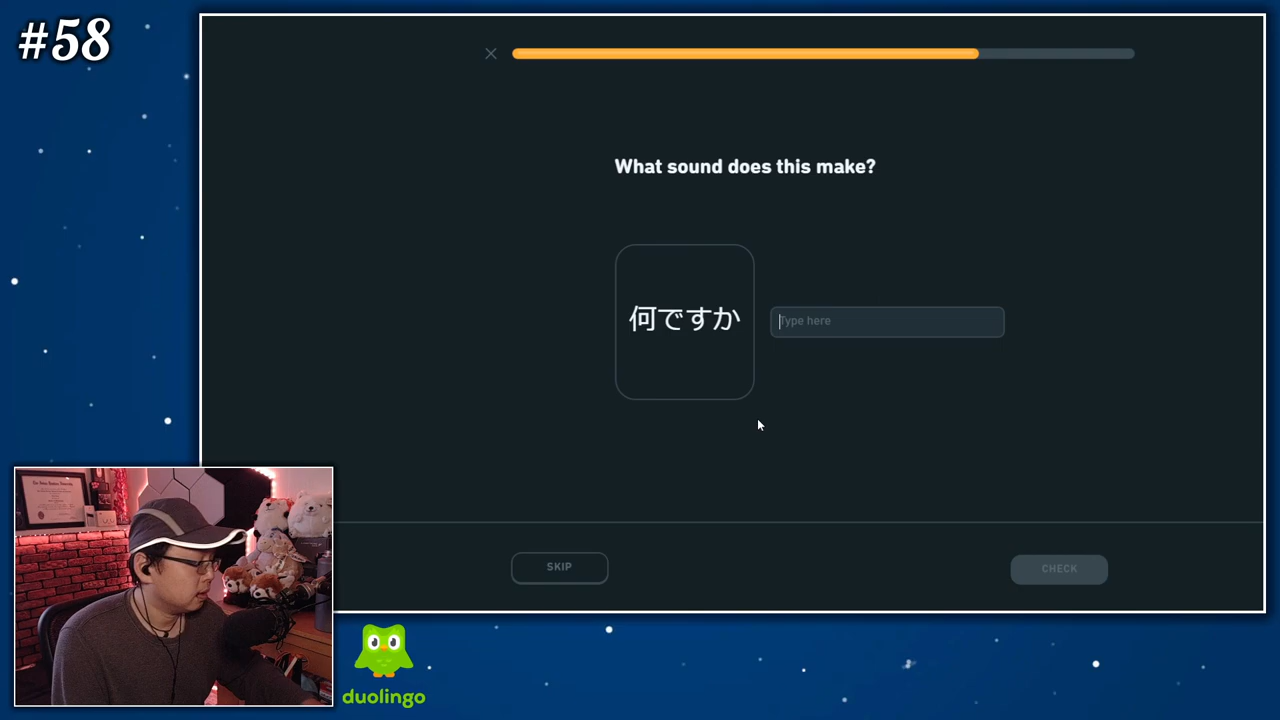 #58
What sound does this make?
何ですか
Type here
SKIP
CHECK
duolingo